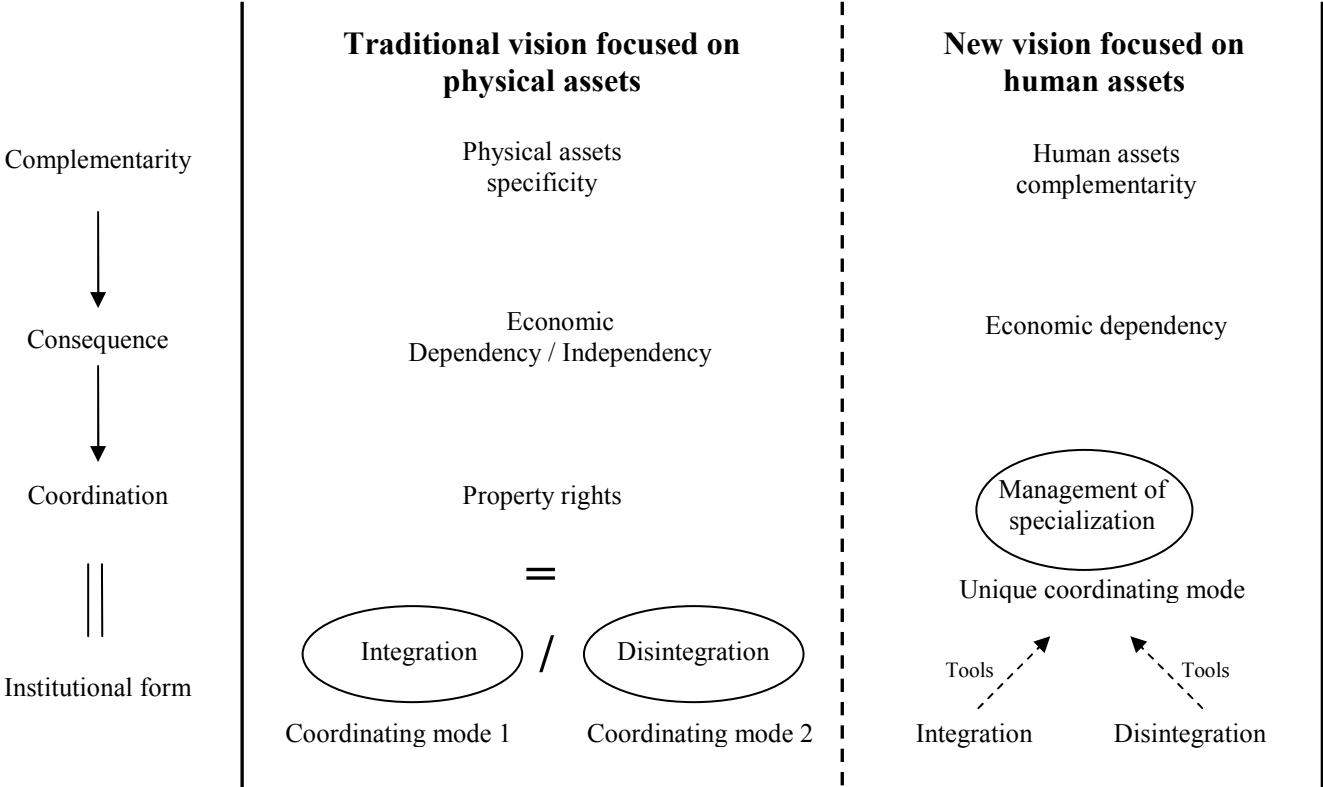 Traditional vision focused on
physical assets
New vision focused on
human assets
Complementarity
Physical assets
specificity
Human assets
complementarity
Consequence
Economic
Dependency / Independency
Economic dependency
Coordination
Property rights
Management of
specialization
=
Unique coordinating mode
Institutional form
Integration
/
Disintegration
Tools
Tools
Coordinating mode 1
Coordinating mode 2
Integration
Disintegration